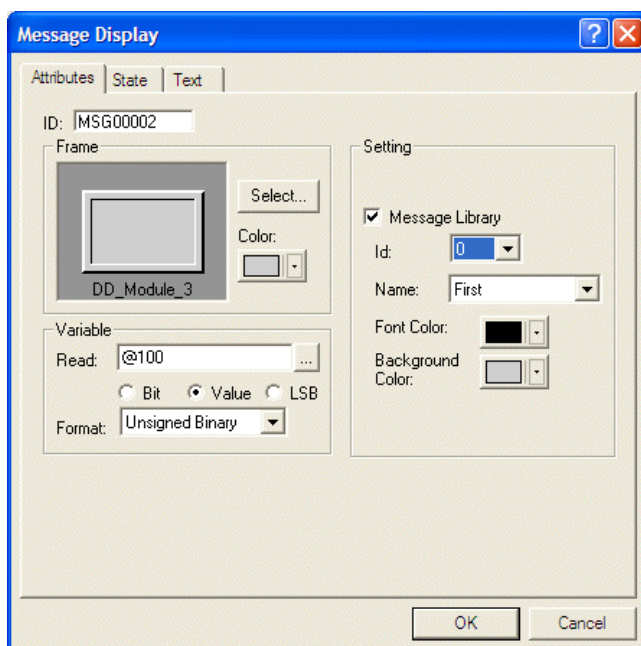 Message Display
Attributes State Text
ID: MSG00002
Frame
Select...
Color:
DD_Module_3
Variable
Read: @100 ...
Bit Value LSB
Format: Unsigned Binary
Setting
Message Library
Id: 0
Name: First
Font Color:
Background
Color:
OK Cancel